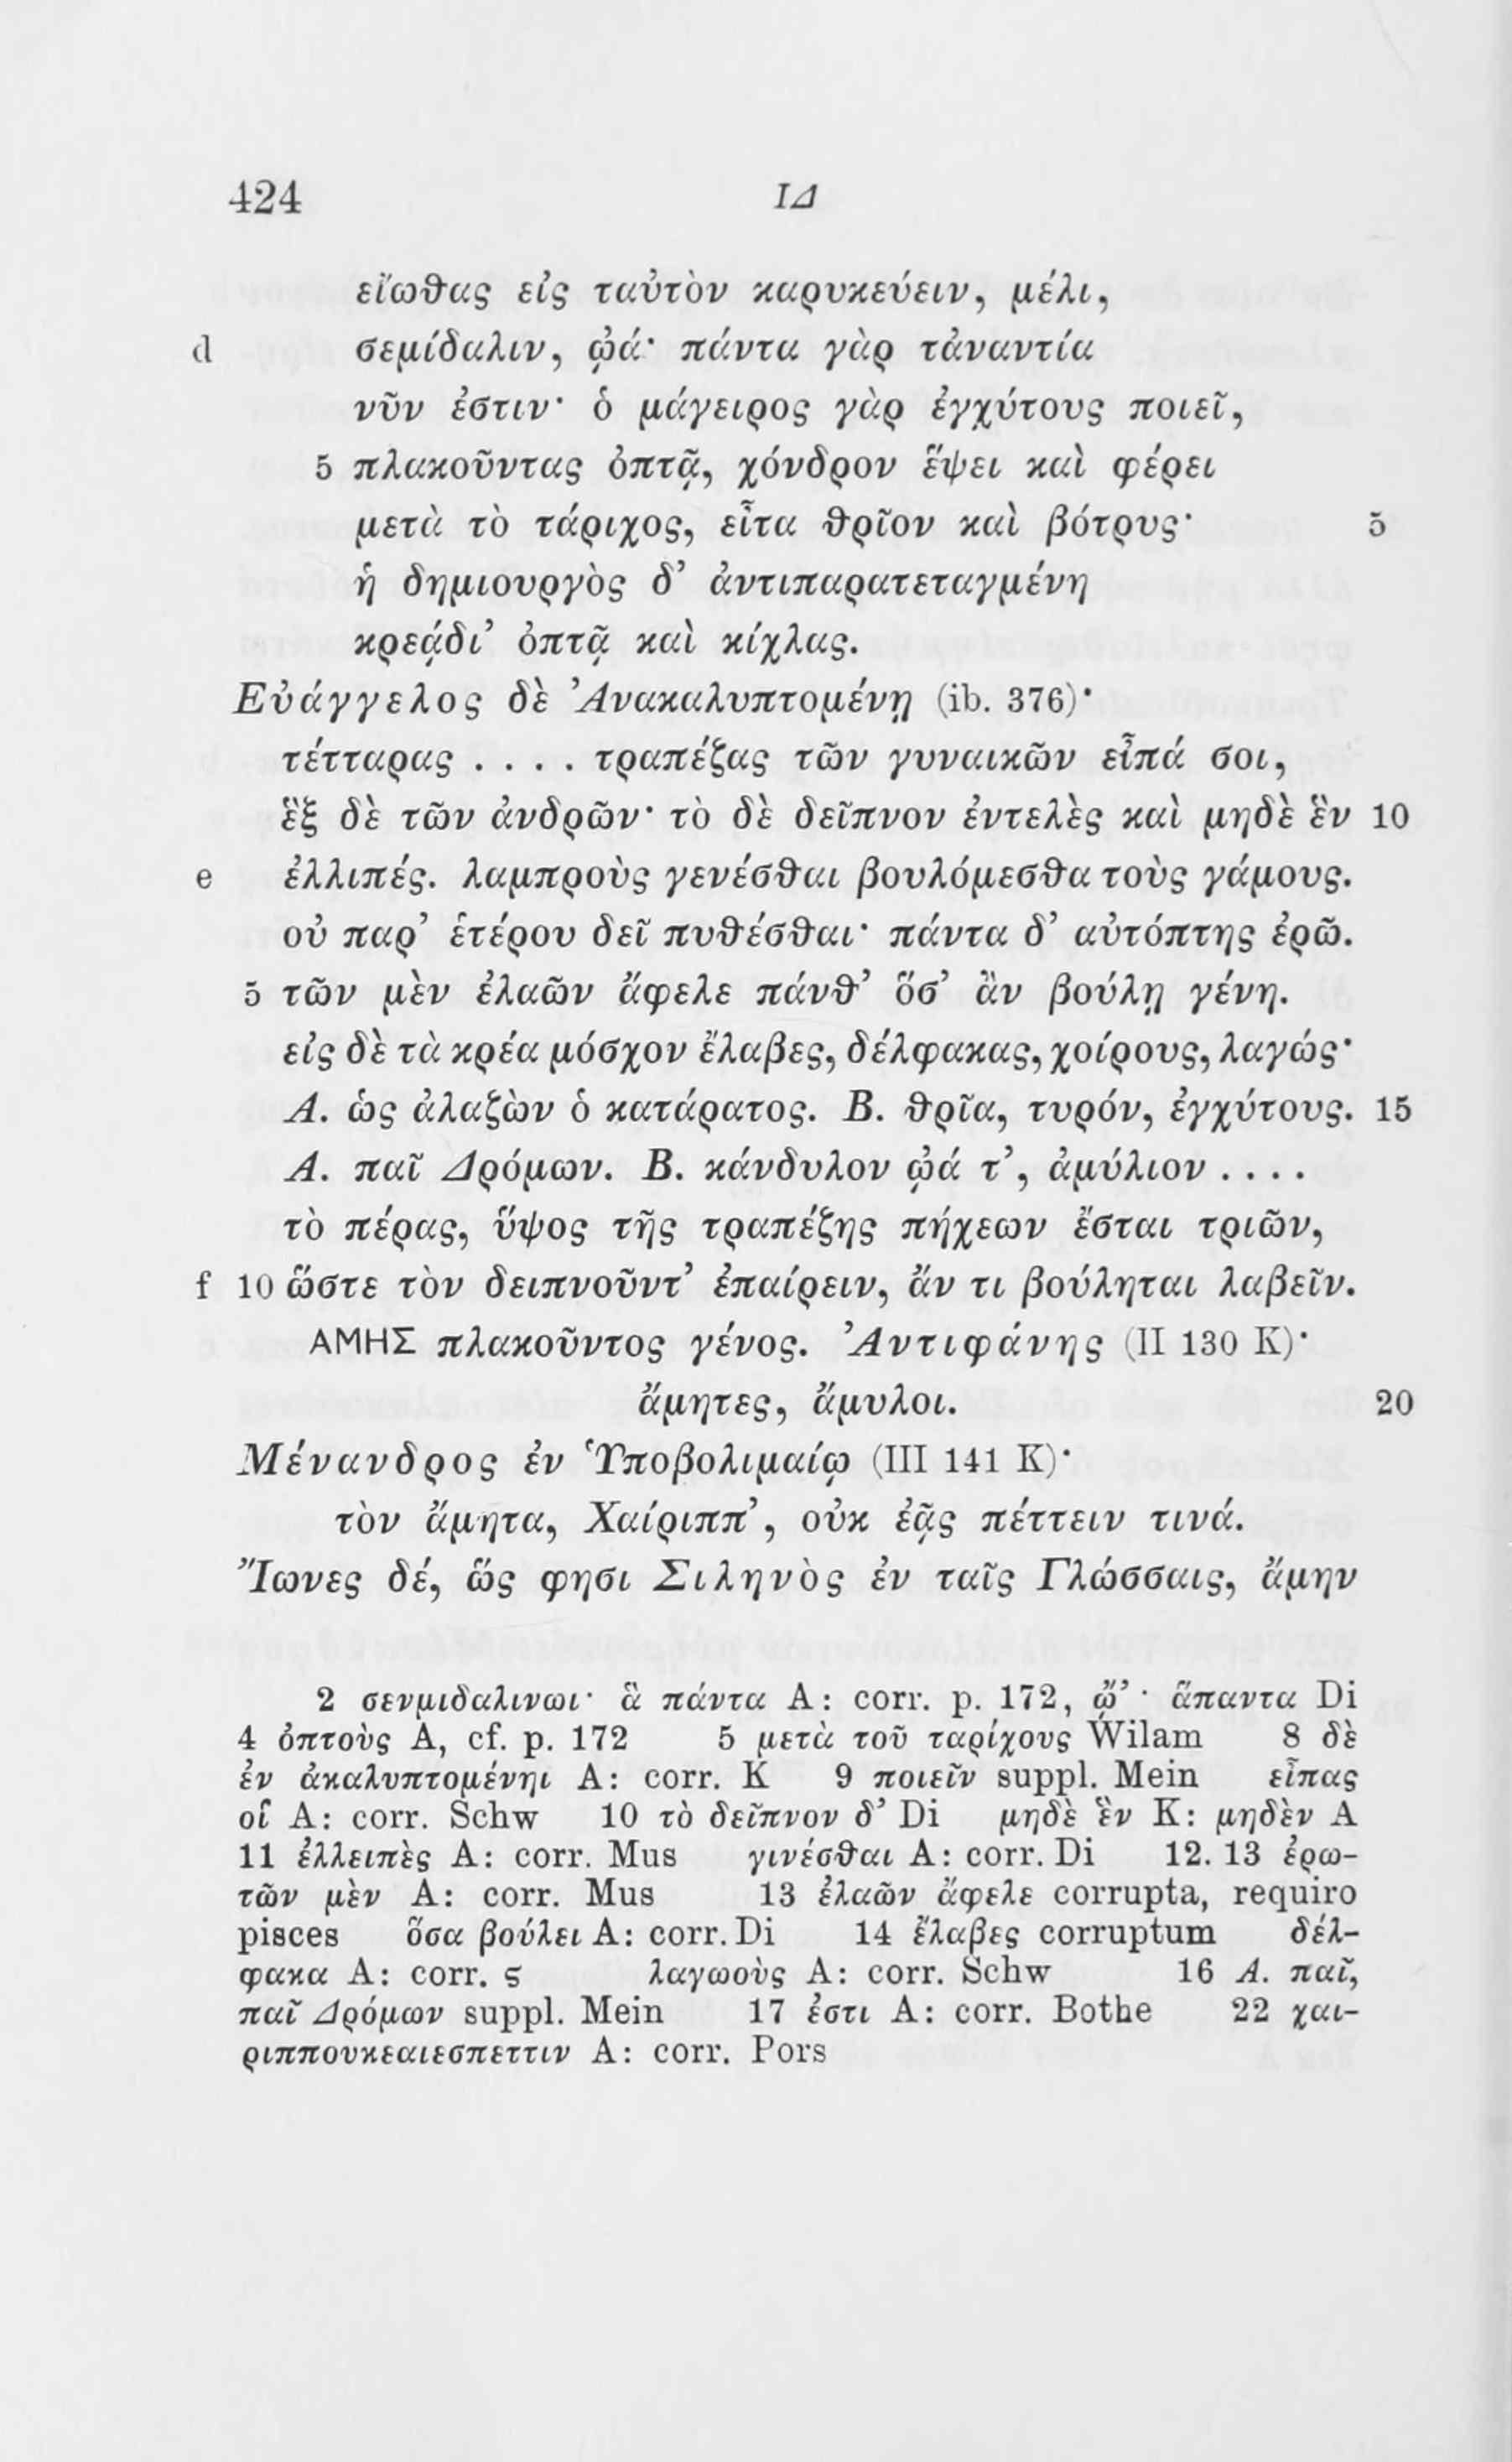 424 ΙΔ
εἴωθας εἰς ταὐτὸν καρυκεύειν, μέλι,
d σεμίδαλιν, ᾠά· πάντα γὰρ τἀναντία
νῦν ἐστιν· ὁ μάγειρος γὰρ ἐγχύτους ποιεῖ,
5 πλακοῦντας ὀπτᾷ, χόνδρον ἕψει καὶ φέρει
μετὰ τὸ τάριχος, εἶτα θρῖον καὶ βότρυς· 5
ἡ δημιουργὸς δ’ ἀντιπαρατεταγμένη
κρεᾴδι’ ὀπτᾷ καὶ κίχλας.
Εὐάγγελος δὲ Ἀνακαλυπτομένῃ (ib. 376)·
τέτταρας .... τραπέζας τῶν γυναικῶν εἶπά σοι,
ἓξ δὲ τῶν ἀνδρῶν· τὸ δὲ δεῖπνον ἐντελὲς καὶ μηδὲ ἓν 10
e ἐλλιπές. λαμπροὺς γενέσθαι βουλόμεσθα τοὺς γάμους.
οὐ παρ’ ἑτέρου δεῖ πυθέσθαι· πάντα δ’ αὐτόπτης ἐρῶ.
5 τῶν μὲν ἐλαῶν ἄφελε πάνθ’ ὅσ’ ἂν βούλῃ γένη.
εἰς δὲ τὰ κρέα μόσχον ἔλαβες, δέλφακας, χοίρους, λαγώς·
Α. ὡς ἀλαζὼν ὁ κατάρατος. Β. θρῖα, τυρόν, ἐγχύτους. 15
Α. παῖ Δρόμων. Β. κάνδυλον ᾠά τ’, ἀμύλιον ....
τὸ πέρας, ὕψος τῆς τραπέζης πήχεων ἔσται τριῶν,
f 10 ὥστε τὸν δειπνοῦντ’ ἐπαίρειν, ἄν τι βούληται λαβεῖν.
ΑΜΗΣ πλακοῦντος γένος. Ἀντιφάνης (II 130 K)·
ἄμητες, ἄμυλοι. 20
Μένανδρος ἐν Ὑποβολιμαίῳ (III 141 K)·
τὸν ἄμητα, Χαίριππ’, οὐκ ἐᾷς πέττειν τινά.
Ἴωνες δέ, ὥς φησι Σιληνὸς ἐν ταῖς Γλώσσαις, ἄμην
2 σενμιδαλινωι· ἃ πάντα A: corr. p. 172, ᾤ’· ἅπαντα Di
4 ὀπτοὺς A, cf. p. 172 5 μετὰ τοῦ ταρίχους Wilam 8 δὲ
ἐν ἀκαλυπτομένηι A: corr. K 9 ποιεῖν suppl. Mein εἶπας
οἷ A: corr. Schw 10 τὸ δεῖπνον δ’ Di μηδὲ ἓν K: μηδὲν A
11 ἐλλειπὲς A: corr. Mus γινέσθαι A: corr. Di 12. 13 ἐρω-
τῶν μὲν A: corr. Mus 13 ἐλαῶν ἄφελε corrupta, requiro
pisces ὅσα βούλει A: corr. Di 14 ἔλαβες corruptum δέλ-
φακα A: corr. ς λαγωοὺς A: corr. Schw 16 Α. παῖ,
παῖ Δρόμων suppl. Mein 17 ἐστι A: corr. Bothe 22 χαι-
ριππουκεαιεσπεττιν A: corr. Pors